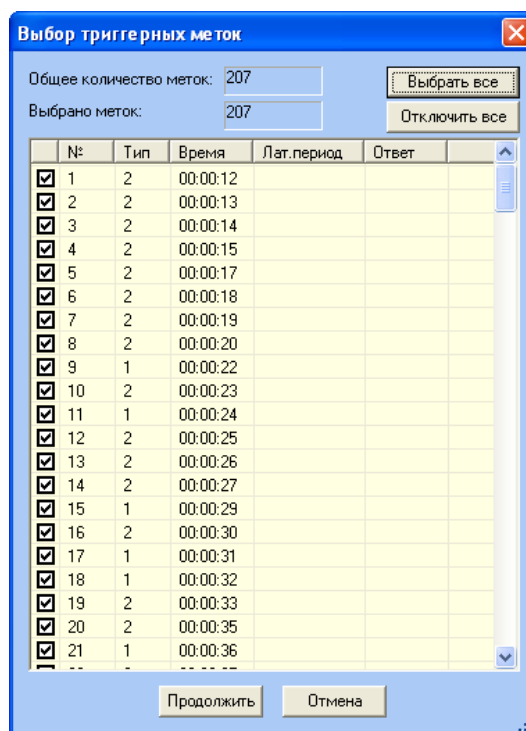 Выбор триггерных меток
Общее количество меток: 207 Выбрать все
Выбрано меток: 207 Отключить все
№ Тип Время Лат.период Ответ
1 2 00:00:12
2 2 00:00:13
3 2 00:00:14
4 2 00:00:15
5 2 00:00:17
6 2 00:00:18
7 2 00:00:19
8 2 00:00:20
9 1 00:00:22
10 2 00:00:23
11 1 00:00:24
12 2 00:00:25
13 2 00:00:26
14 2 00:00:27
15 1 00:00:29
16 2 00:00:30
17 1 00:00:31
18 1 00:00:32
19 2 00:00:33
20 2 00:00:35
21 1 00:00:36
Продолжить Отмена